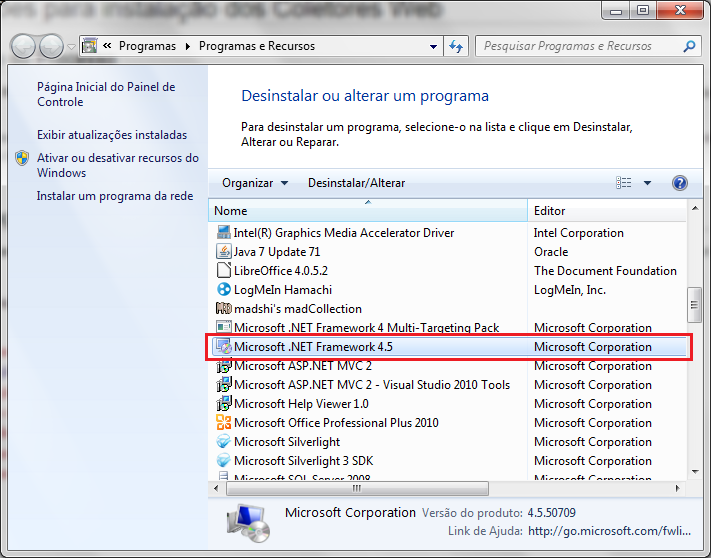 ões para instalação dos Coletores Web
Programas
Programas e Recursos
Pesquisar Programas e Recursos
Página Inicial do Painel de
Controle
Exibir atualizações instaladas
Ativar ou desativar recursos do
Windows
Instalar um programa da rede
Desinstalar ou alterar um programa
Para desinstalar um programa, selecione-o na lista e clique em Desinstalar,
Alterar ou Reparar.
Organizar Desinstalar/Alterar
Nome Editor
Intel(R) Graphics Media Accelerator Driver Intel Corporation
Java 7 Update 71 Oracle
LibreOffice 4.0.5.2 The Document Foundation
LogMeIn Hamachi LogMeIn, Inc.
madshi's madCollection
Microsoft .NET Framework 4 Multi-Targeting Pack Microsoft Corporation
Microsoft .NET Framework 4.5 Microsoft Corporation
Microsoft ASP.NET MVC 2 Microsoft Corporation
Microsoft ASP.NET MVC 2 - Visual Studio 2010 Tools Microsoft Corporation
Microsoft Help Viewer 1.0 Microsoft Corporation
Microsoft Office Professional Plus 2010 Microsoft Corporation
Microsoft Silverlight Microsoft Corporation
Microsoft Silverlight 3 SDK Microsoft Corporation
Microsoft SQL Server 2008 Microsoft Corporation
Microsoft Corporation Versão do produto: 4.5.50709
Link de Ajuda: http://go.microsoft.com/fwli...